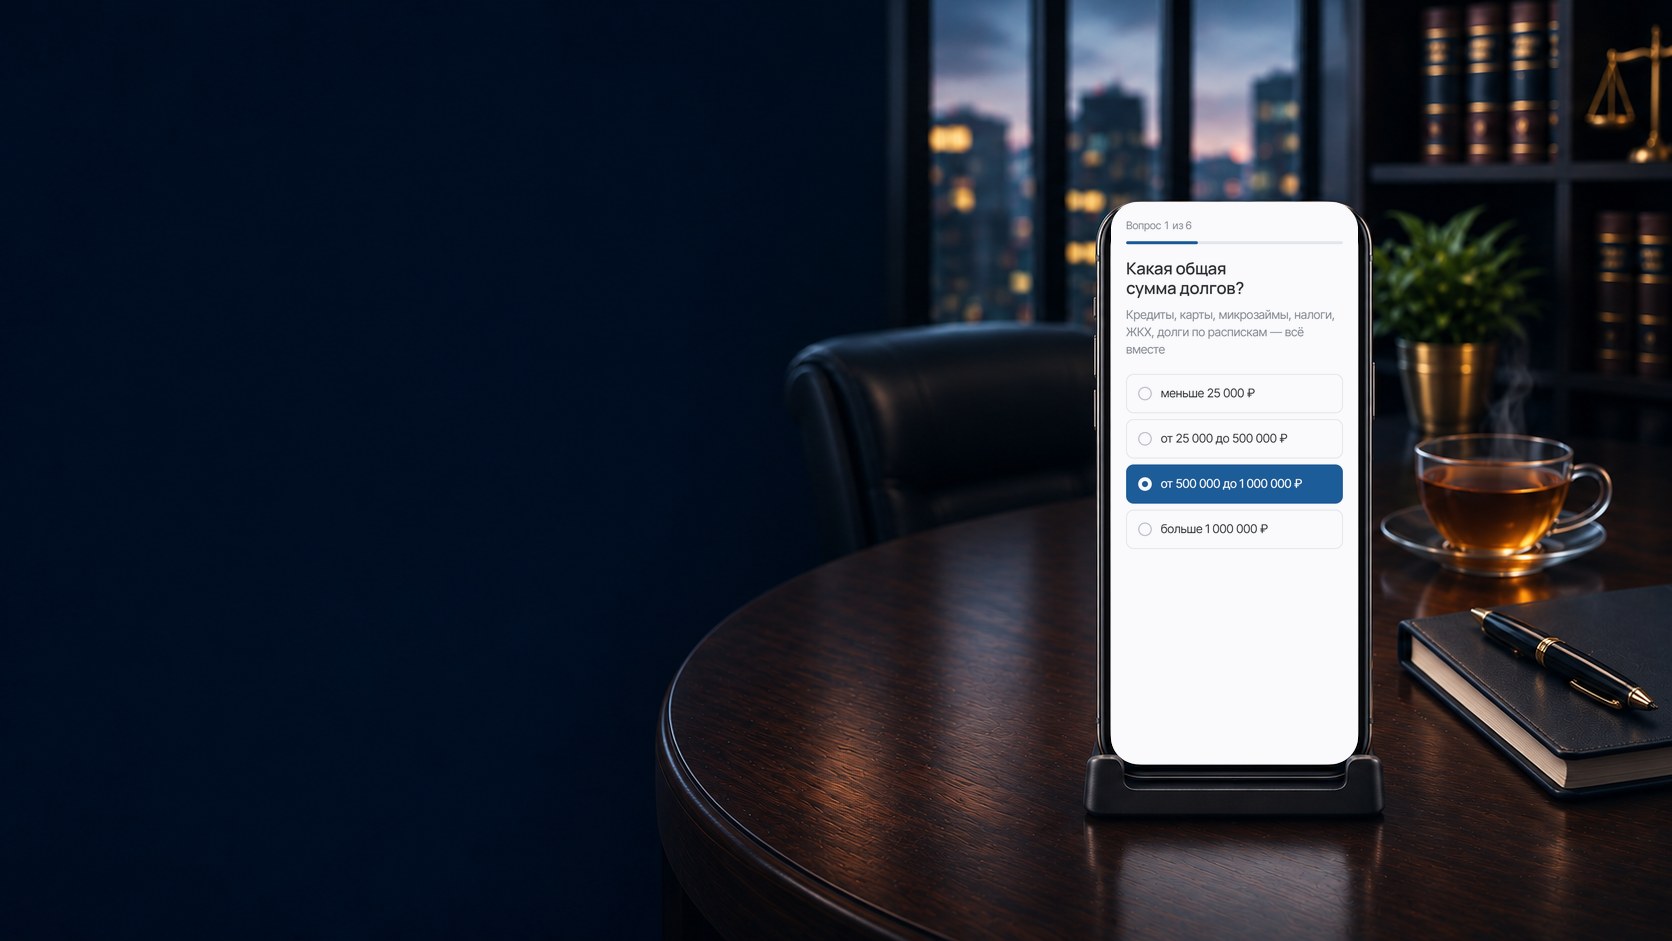 Вопрос 1 из 6
Какая общая
сумма долгов?
Кредиты, карты, микрозаймы, налоги,
ЖКХ, долги по распискам — всё
вместе
меньше 25 000 ₽
от 25 000 до 500 000 ₽
от 500 000 до 1 000 000 ₽
больше 1 000 000 ₽